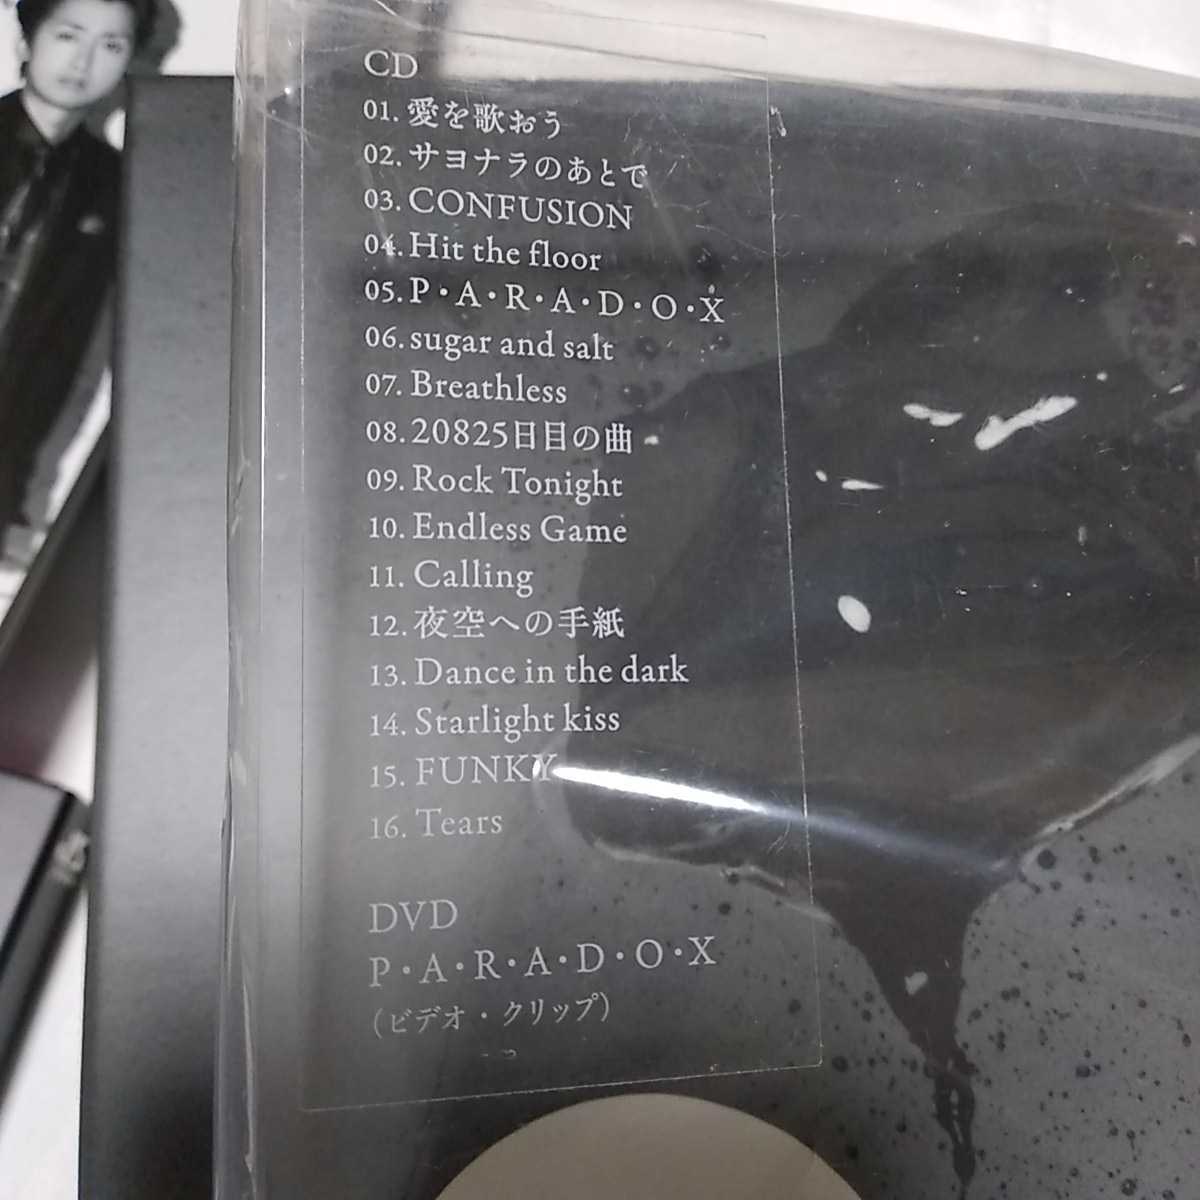 CD
01. 愛を歌おう
02. サヨナラのあとで
03. CONFUSION
04. Hit the floor
05. P・A・R・A・D・O・X
06. sugar and salt
07. Breathless
08. 20825日目の曲
09. Rock Tonight
10. Endless Game
11. Calling
12. 夜空への手紙
13. Dance in the dark
14. Starlight kiss
15. FUNKY
16. Tears
DVD
P・A・R・A・D・O・X
(ビデオ・クリップ)